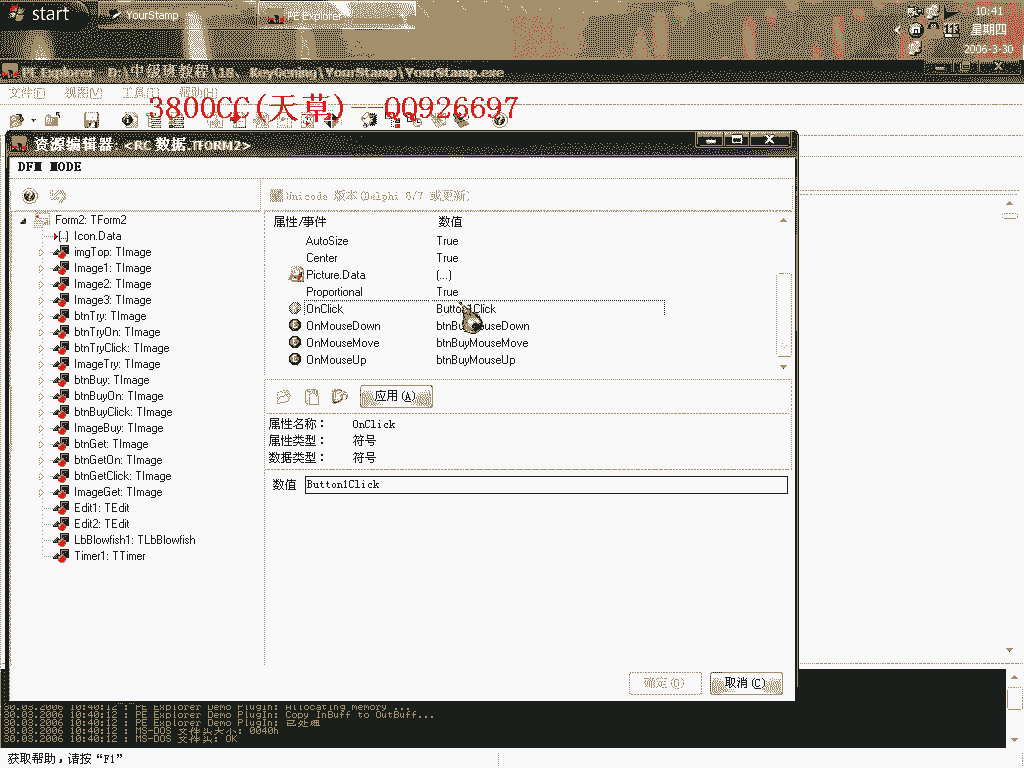 start
YourStamp
PE Explorer
10:41
星期四
2006-3-30
PE Explorer - D:\中级班教程\18、KeyGening\YourStamp\YourStamp.exe
文件(F) 视图(V) 工具(T) 帮助(H)
3800CC(天草)--QQ926697
资源编辑器: <RC 数据.TFORM2>
DFM MODE
Unicode 版本(Delphi 6/7 或更新)
Form2: TForm2
Icon.Data
imgTop: TImage
Image1: TImage
Image2: TImage
Image3: TImage
btnTry: TImage
btnTryOn: TImage
btnTryClick: TImage
ImageTry: TImage
btnBuy: TImage
btnBuyOn: TImage
btnBuyClick: TImage
ImageBuy: TImage
btnGet: TImage
btnGetOn: TImage
btnGetClick: TImage
ImageGet: TImage
Edit1: TEdit
Edit2: TEdit
LbBlowfish1: TLbBlowfish
Timer1: TTimer
属性/事件 数值
AutoSize True
Center True
Picture.Data (...)
Proportional True
OnClick Button1Click
OnMouseDown btnBuyMouseDown
OnMouseMove btnBuyMouseMove
OnMouseUp btnBuyMouseUp
应用(A)
属性名称： OnClick
属性类型： 符号
数据类型： 符号
数值 Button1Click
确定(O) 取消(C)
30.03.2006 10:40:12 : PE Explorer Demo PlugIn: Allocating memory ...
30.03.2006 10:40:12 : PE Explorer Demo PlugIn: Copy InBuff to OutBuff...
30.03.2006 10:40:12 : PE Explorer Demo PlugIn: 已处理
30.03.2006 10:40:12 : MS-DOS 文件头大小: 0040h
30.03.2006 10:40:12 : MS-DOS 文件头: OK
获取帮助,请按“F1”